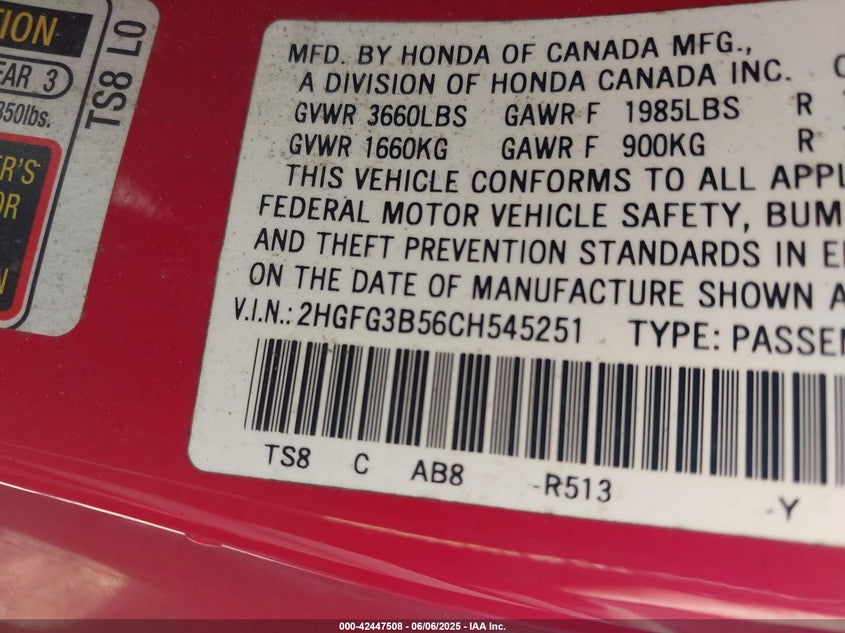 TION
EAR 3
350lbs.
ER'S
OR
N
TS8 L0
MFD. BY HONDA OF CANADA MFG.,
A DIVISION OF HONDA CANADA INC.
GVWR 3660LBS GAWR F 1985LBS R
GVWR 1660KG GAWR F 900KG R
THIS VEHICLE CONFORMS TO ALL APPL
FEDERAL MOTOR VEHICLE SAFETY, BUM
AND THEFT PREVENTION STANDARDS IN E
ON THE DATE OF MANUFACTURE SHOWN A
V.I.N.: 2HGFG3B56CH545251 TYPE: PASSEN
TS8 C AB8 -R513 Y
000-42447508 - 06/06/2025 - IAA Inc.